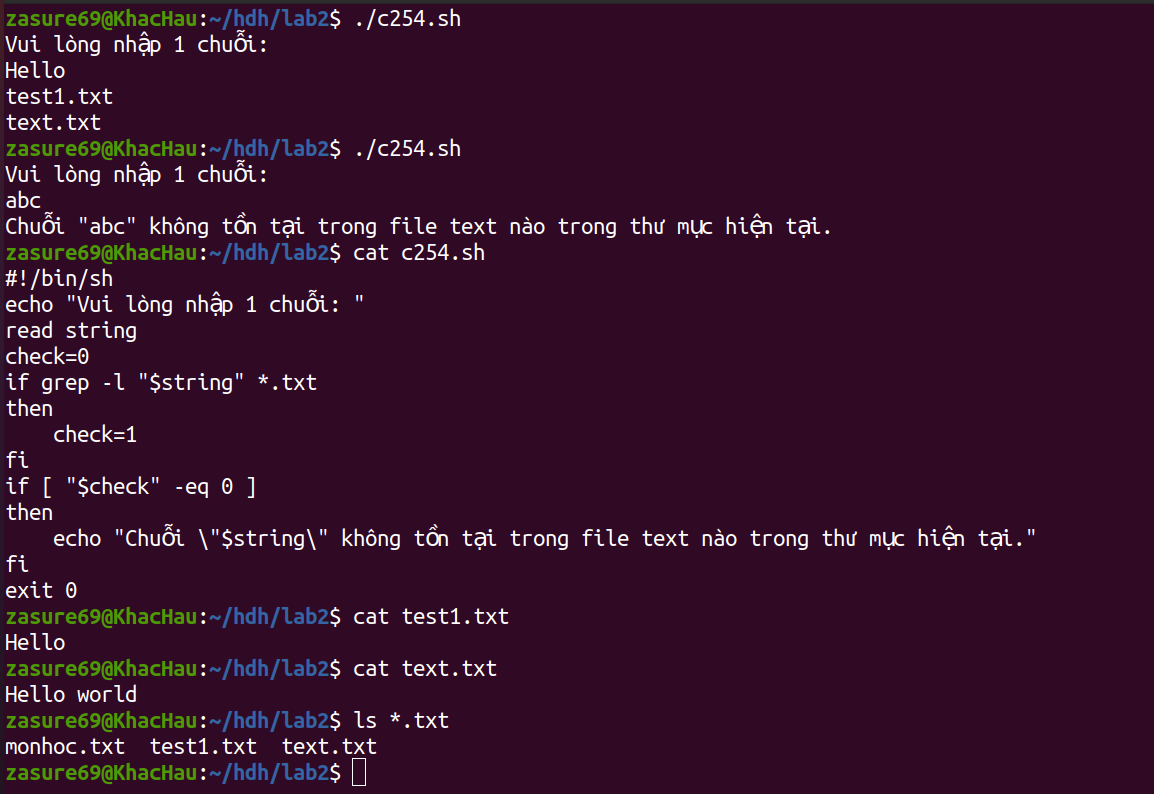 zasure69@KhacHau:~/hdh/lab2$ ./c254.sh
Vui lòng nhập 1 chuỗi:
Hello
test1.txt
text.txt
zasure69@KhacHau:~/hdh/lab2$ ./c254.sh
Vui lòng nhập 1 chuỗi:
abc
Chuỗi "abc" không tồn tại trong file text nào trong thư mục hiện tại.
zasure69@KhacHau:~/hdh/lab2$ cat c254.sh
#!/bin/sh
echo "Vui lòng nhập 1 chuỗi: "
read string
check=0
if grep -l "$string" *.txt
then
    check=1
fi
if [ "$check" -eq 0 ]
then
    echo "Chuỗi \"$string\" không tồn tại trong file text nào trong thư mục hiện tại."
fi
exit 0
zasure69@KhacHau:~/hdh/lab2$ cat test1.txt
Hello
zasure69@KhacHau:~/hdh/lab2$ cat text.txt
Hello world
zasure69@KhacHau:~/hdh/lab2$ ls *.txt
monhoc.txt  test1.txt  text.txt
zasure69@KhacHau:~/hdh/lab2$